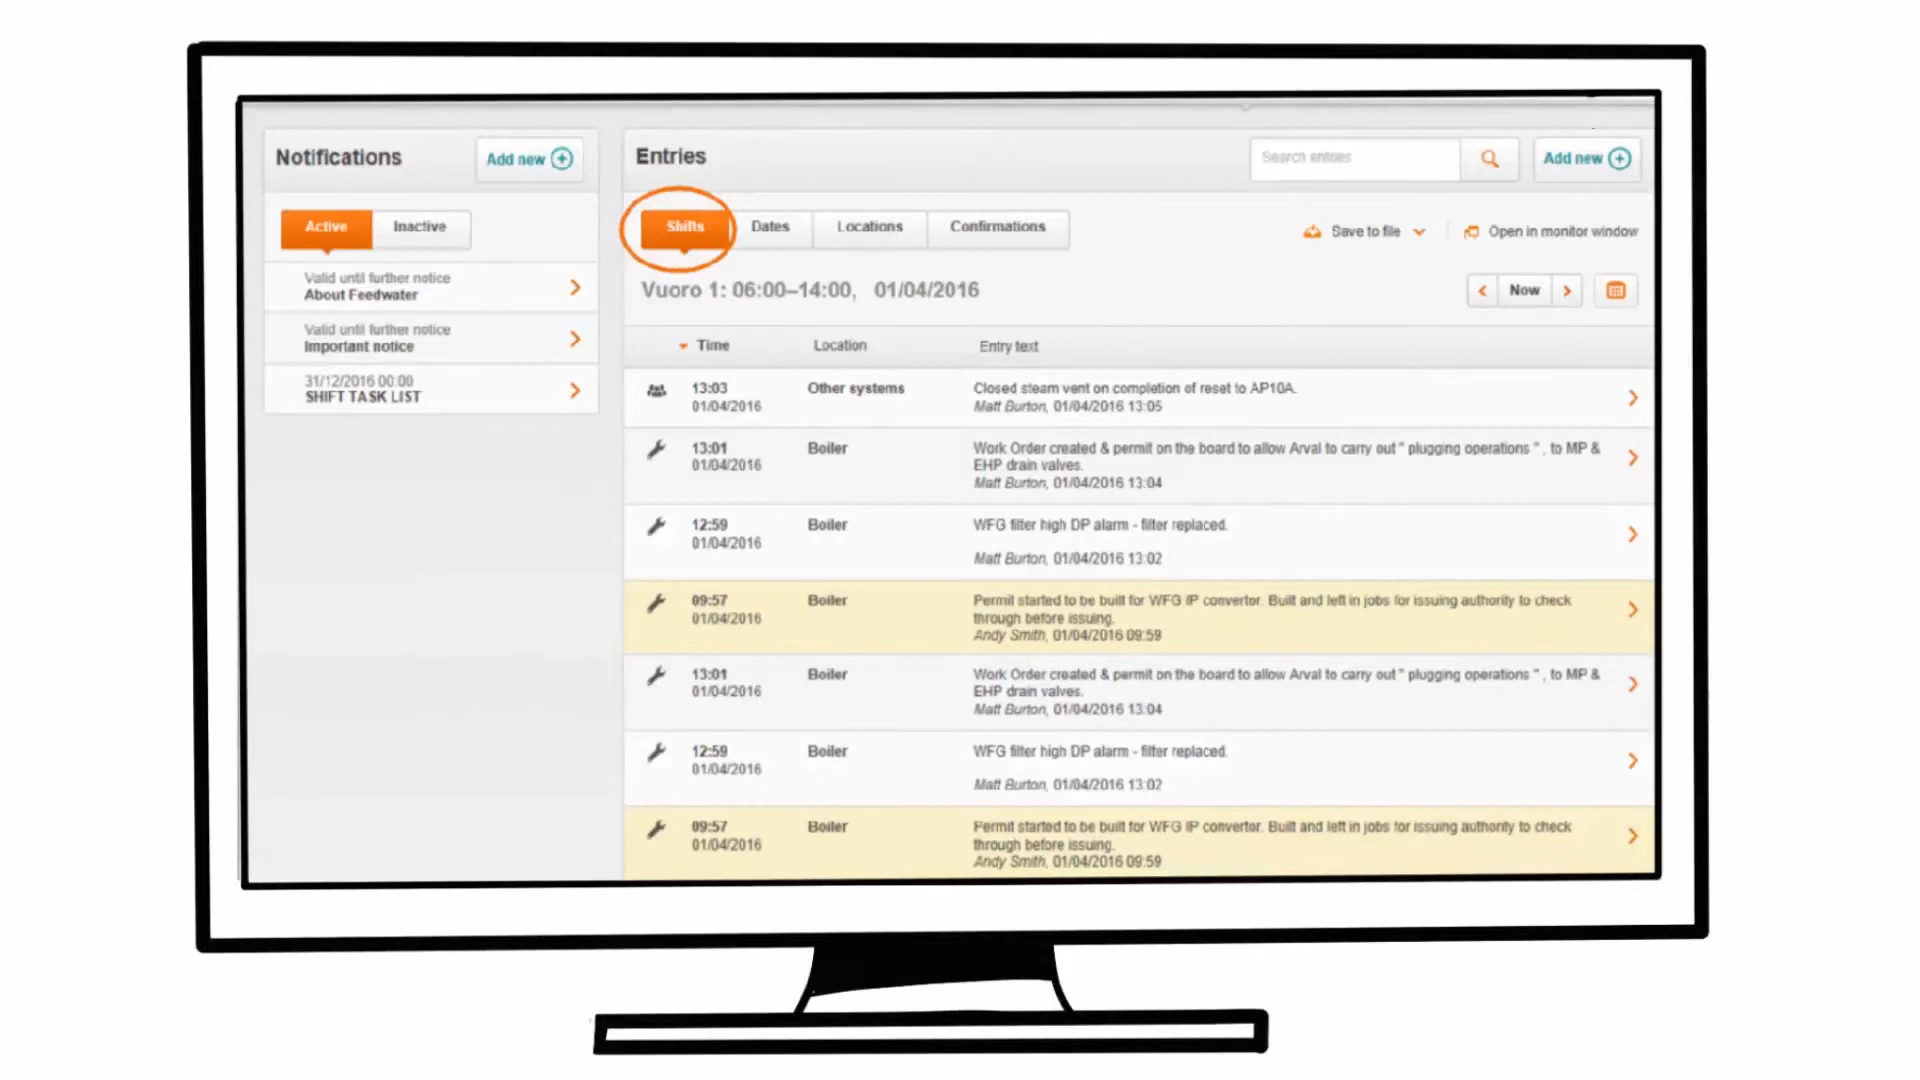 Notifications
Add new
Active
Inactive
Valid until further notice
About Feedwater
Valid until further notice
Important notice
31/12/2016 00:00
SHIFT TASK LIST
Entries
Search entries
Add new
Shifts
Dates
Locations
Confirmations
Save to file
Open in monitor window
Vuoro 1: 06:00–14:00, 01/04/2016
Now
Time
Location
Entry text
13:03
01/04/2016
Other systems
Closed steam vent on completion of reset to AP10A.
Matt Burton, 01/04/2016 13:05
13:01
01/04/2016
Boiler
Work Order created & permit on the board to allow Arval to carry out " plugging operations " , to MP &
EHP drain valves.
Matt Burton, 01/04/2016 13:04
12:59
01/04/2016
Boiler
WFG filter high DP alarm - filter replaced.
Matt Burton, 01/04/2016 13:02
09:57
01/04/2016
Boiler
Permit started to be built for WFG IP convertor. Built and left in jobs for issuing authority to check
through before issuing.
Andy Smith, 01/04/2016 09:59
13:01
01/04/2016
Boiler
Work Order created & permit on the board to allow Arval to carry out " plugging operations " , to MP &
EHP drain valves.
Matt Burton, 01/04/2016 13:04
12:59
01/04/2016
Boiler
WFG filter high DP alarm - filter replaced.
Matt Burton, 01/04/2016 13:02
09:57
01/04/2016
Boiler
Permit started to be built for WFG IP convertor. Built and left in jobs for issuing authority to check
through before issuing.
Andy Smith, 01/04/2016 09:59